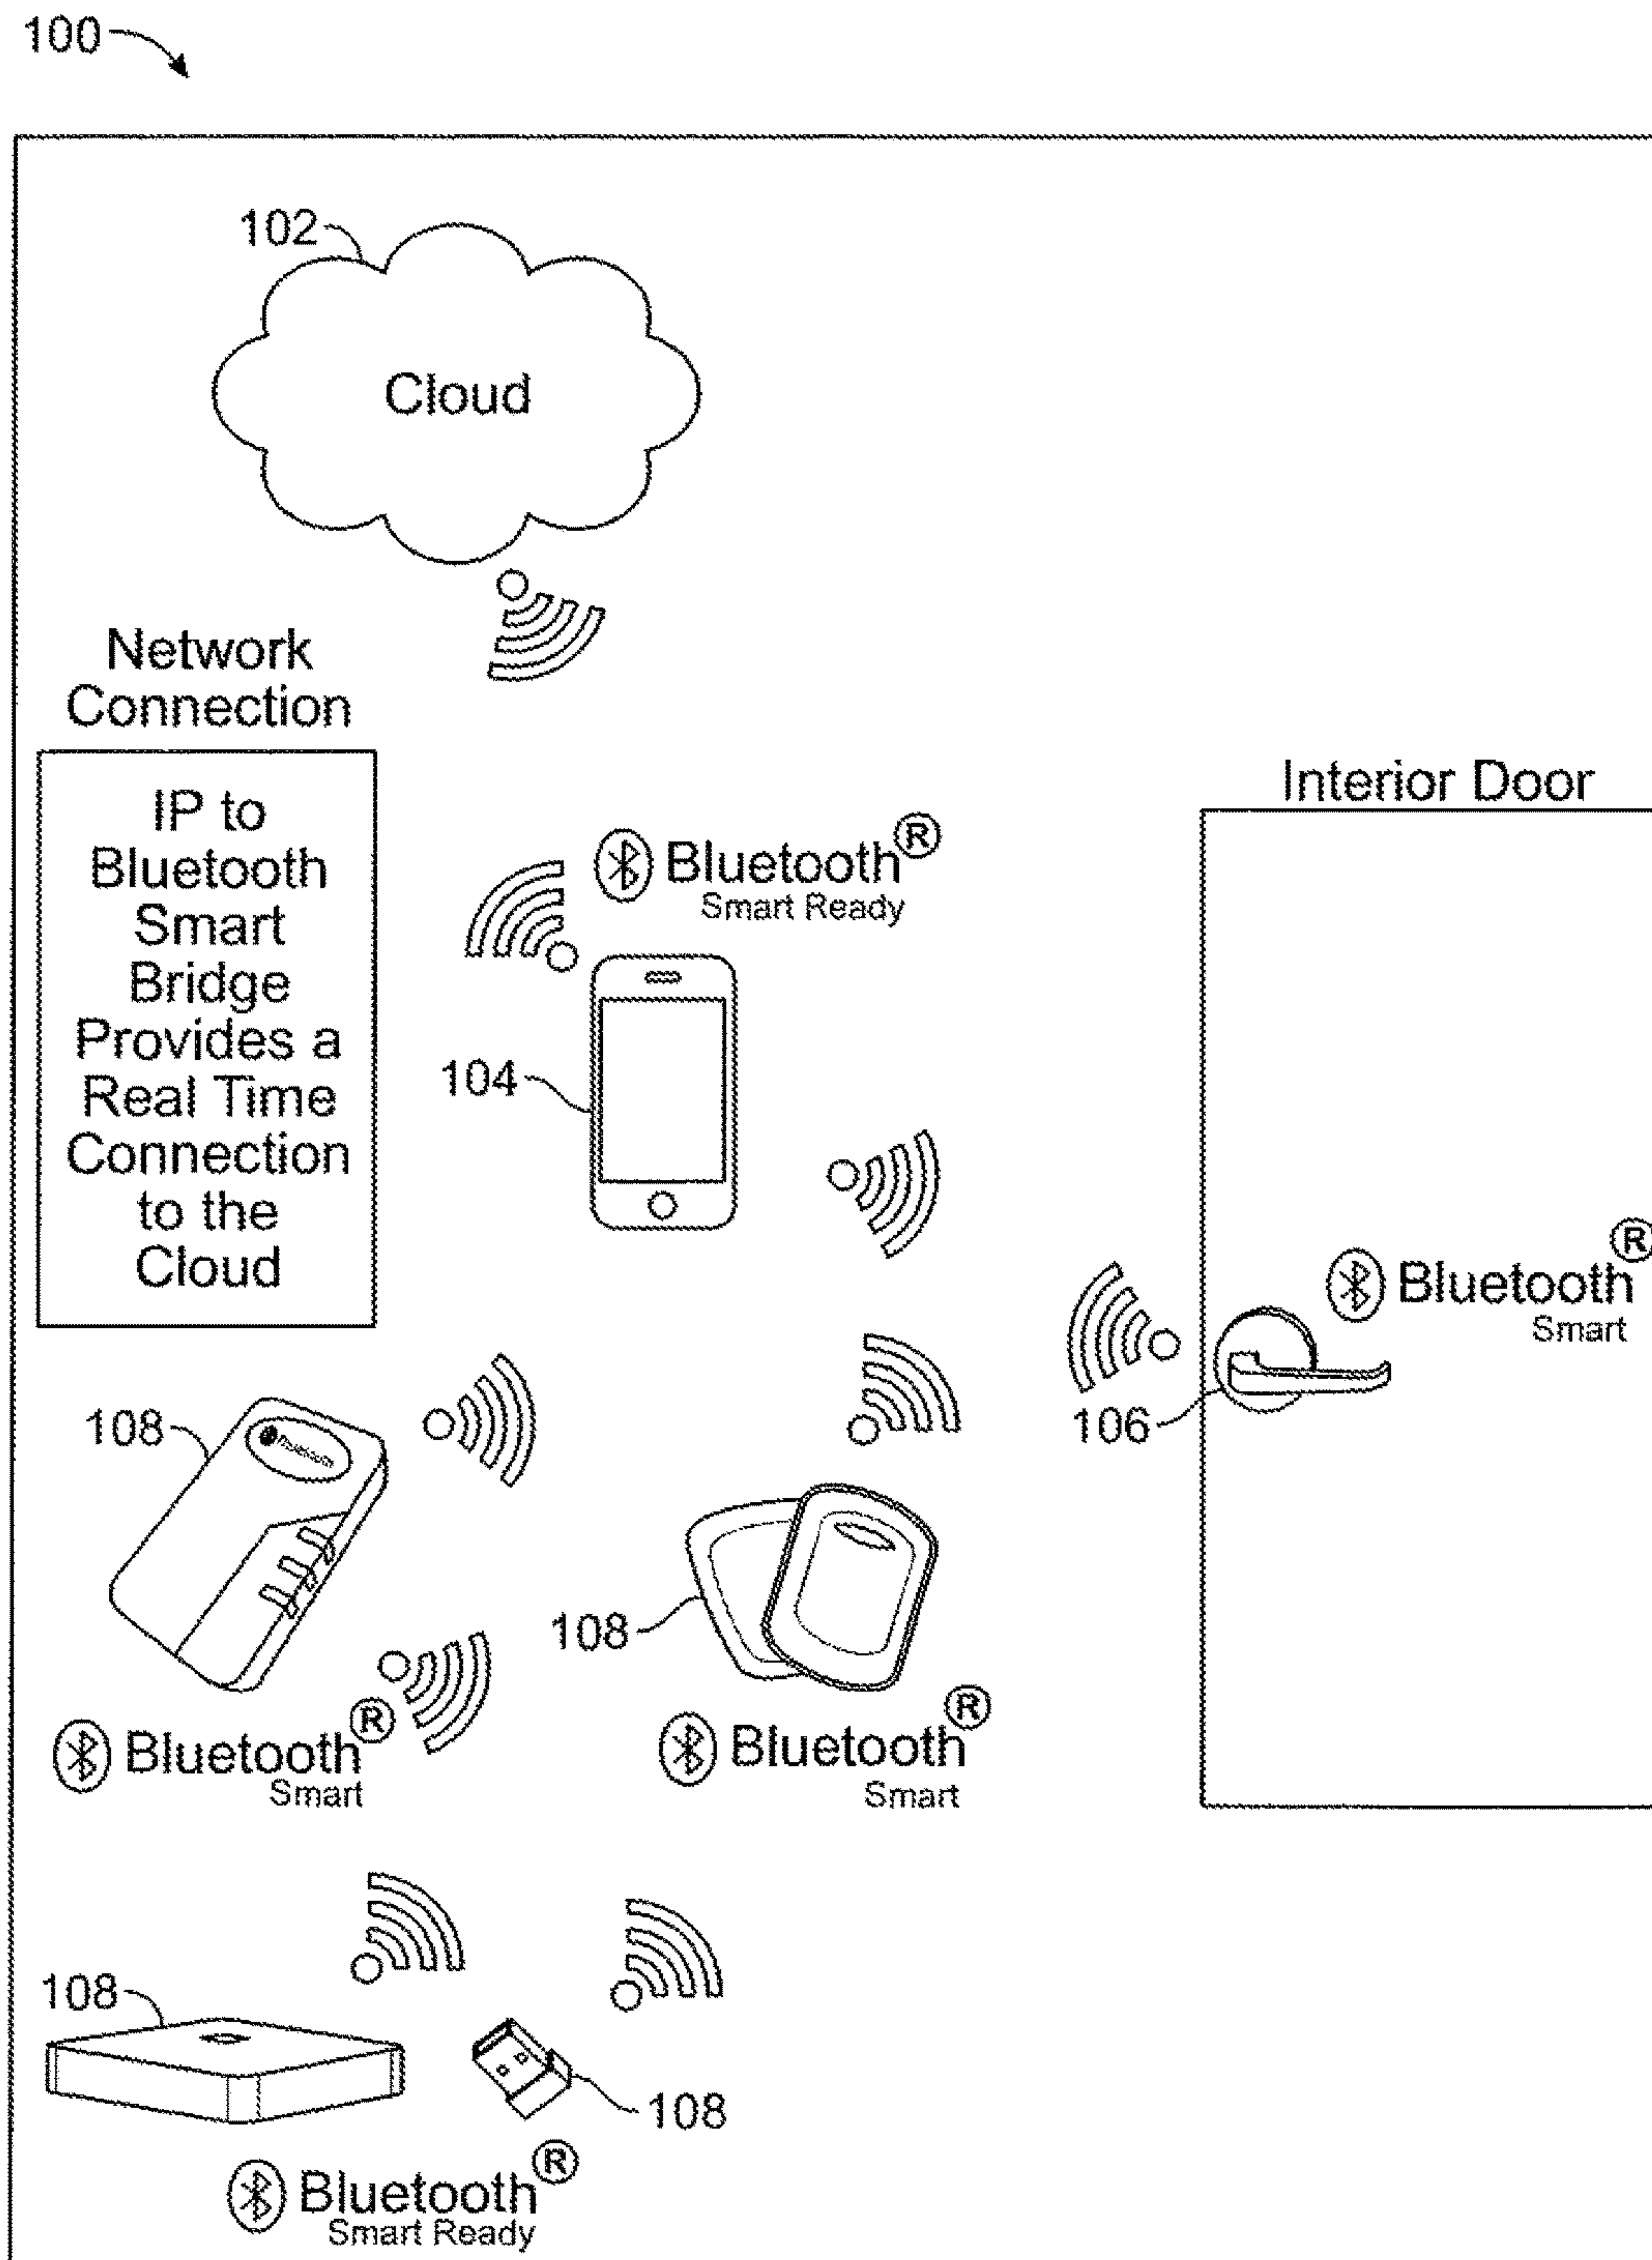 100
102
Cloud
Network
Connection
IP to
Bluetooth
Smart
Bridge
Provides a
Real Time
Connection
to the
Cloud
Bluetooth®
Smart Ready
104
Interior Door
Bluetooth®
Smart
106
108
Bluetooth
108
Bluetooth®
Smart
Bluetooth®
Smart
108
108
Bluetooth®
Smart Ready